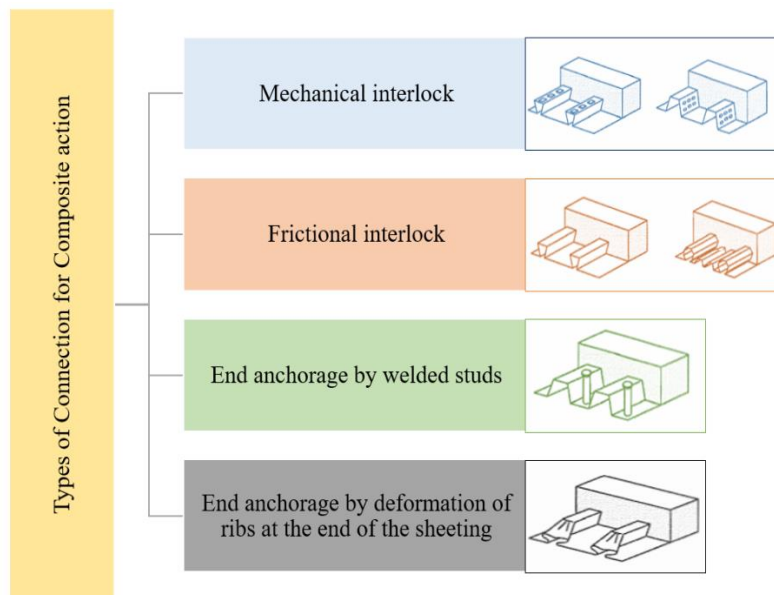 Types of Connection for Composite action
Mechanical interlock
Frictional interlock
End anchorage by welded studs
End anchorage by deformation of
ribs at the end of the sheeting